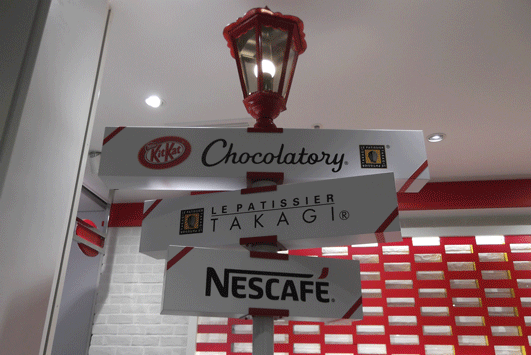 KitKat
Chocolatory
LE PATISSIER
TAKAGI®
NESCAFÉ®